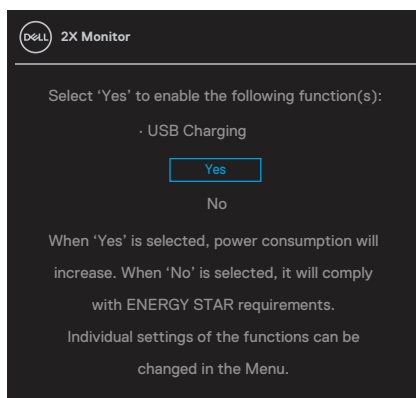 DELL 2X Monitor
Select ‘Yes’ to enable the following function(s):
· USB Charging
Yes
No
When ‘Yes’ is selected, power consumption will
increase. When ‘No’ is selected, it will comply
with ENERGY STAR requirements.
Individual settings of the functions can be
changed in the Menu.